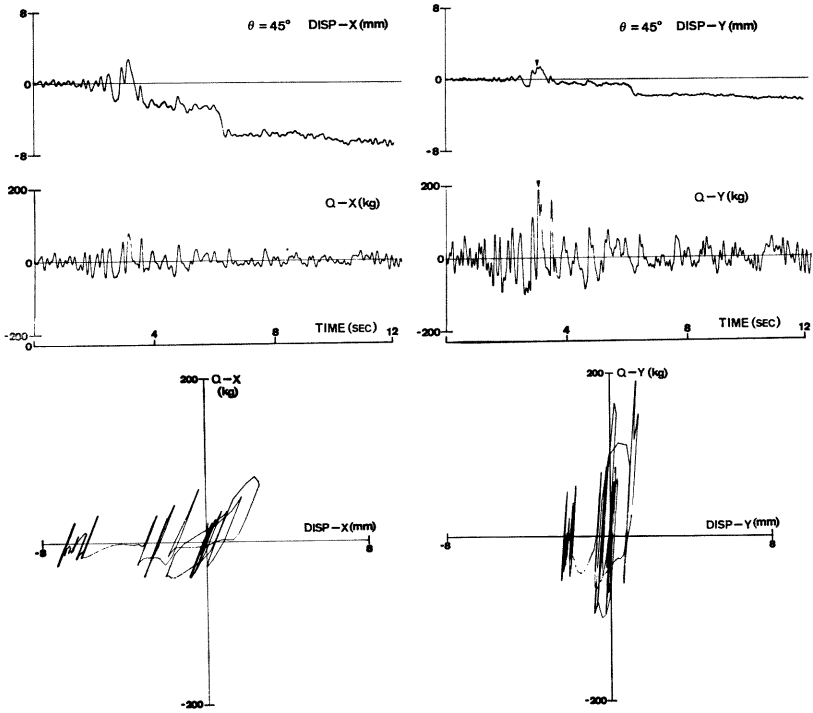 8
θ = 45° DISP-X (mm)
0
-8
200
Q-X (kg)
0
-200
TIME (SEC)
0
4
8
12
8
θ = 45° DISP-Y (mm)
0
-8
200
Q-Y (kg)
0
-200
TIME (SEC)
4
8
12
200 Q-X
(kg)
DISP-X (mm)
-8
8
-200
200 Q-Y (kg)
DISP-Y (mm)
-8
8
-200